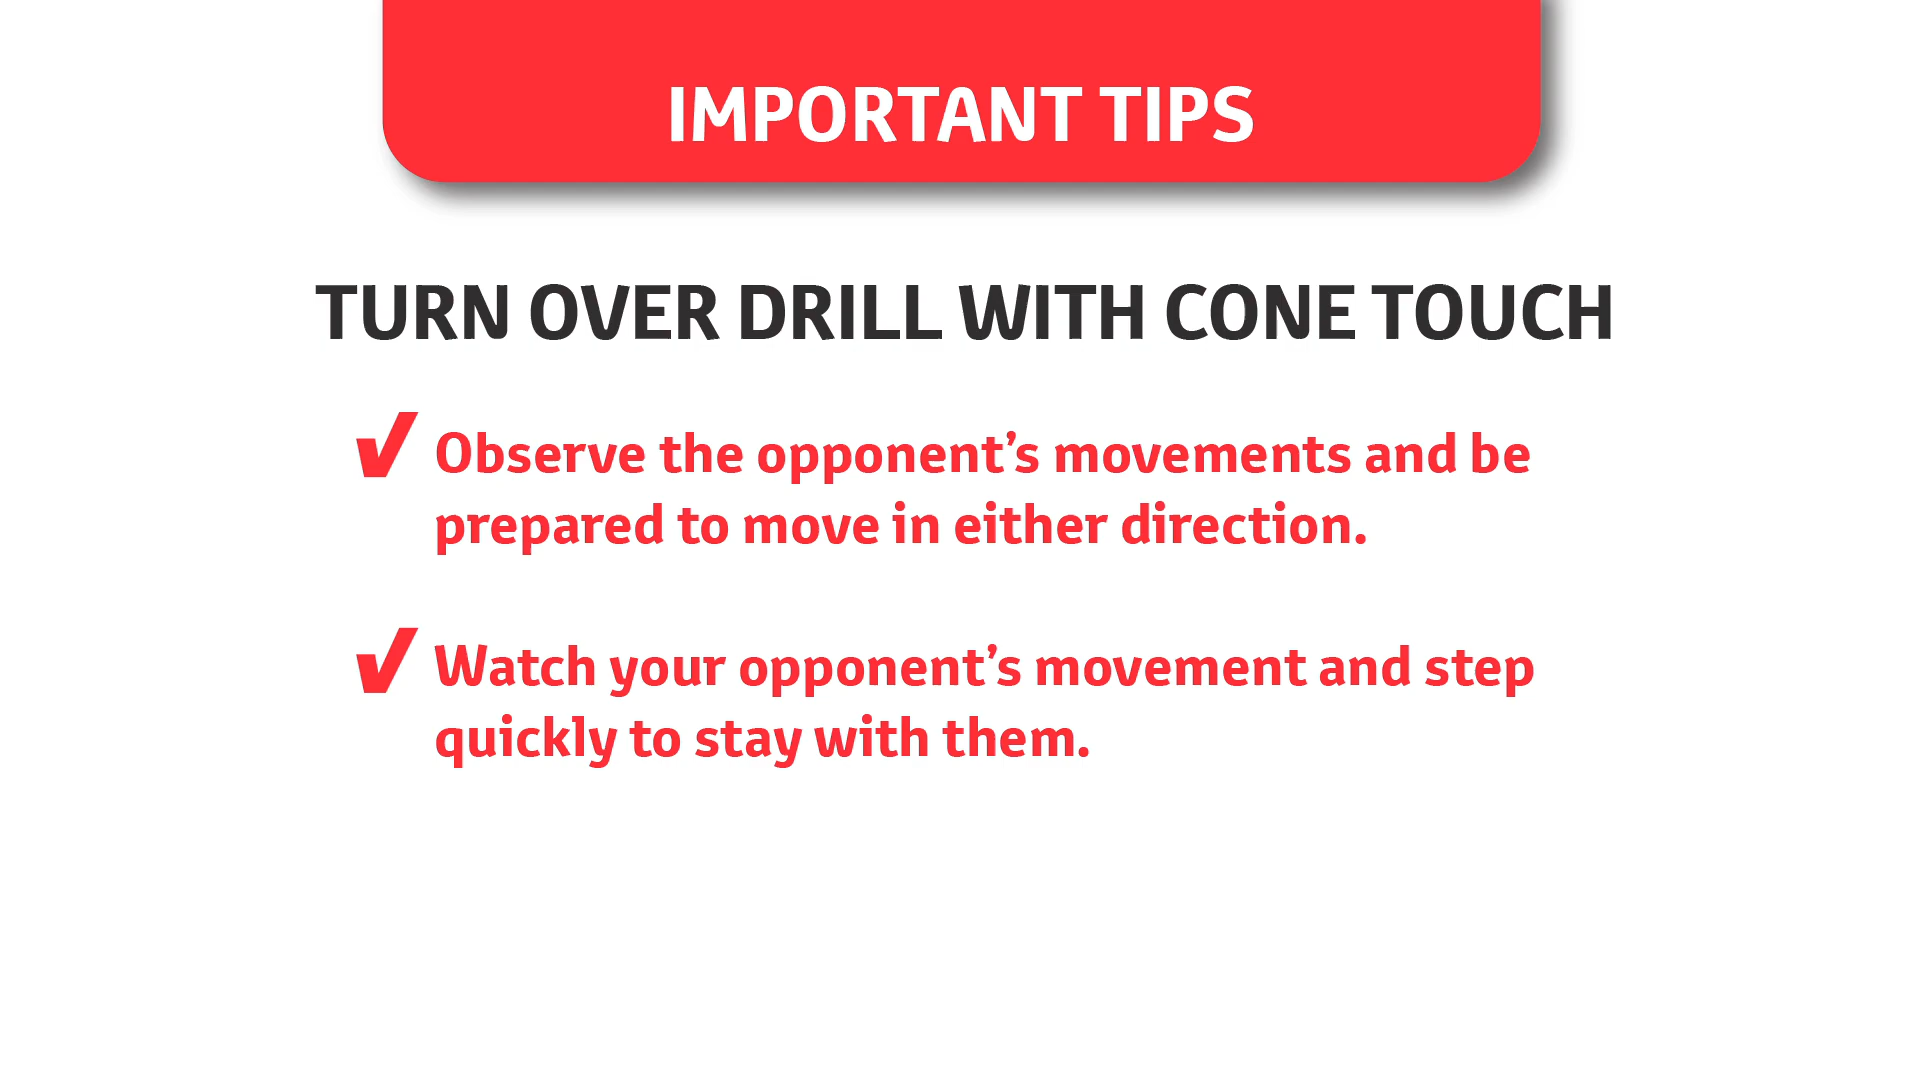 IMPORTANT TIPS
TURN OVER DRILL WITH CONE TOUCH
✔ Observe the opponent’s movements and be
prepared to move in either direction.
✔ Watch your opponent’s movement and step
quickly to stay with them.